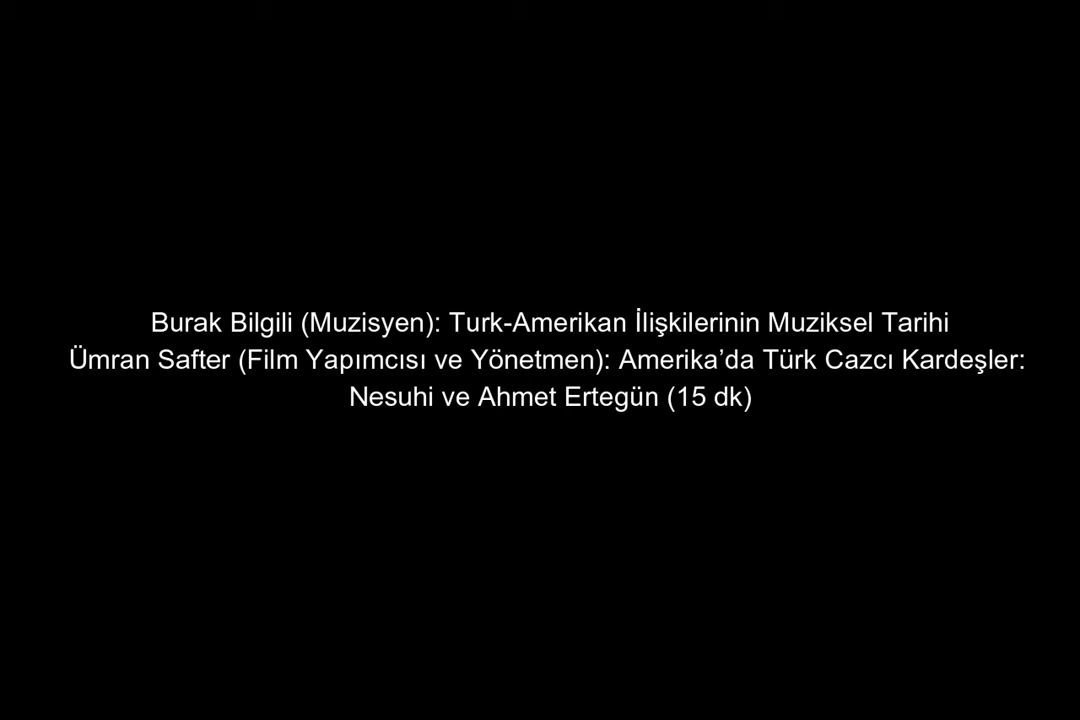 Burak Bilgili (Muzisyen): Turk-Amerikan İlişkilerinin Muziksel Tarihi
Ümran Safter (Film Yapımcısı ve Yönetmen): Amerika’da Türk Cazcı Kardeşler:
Nesuhi ve Ahmet Ertegün (15 dk)